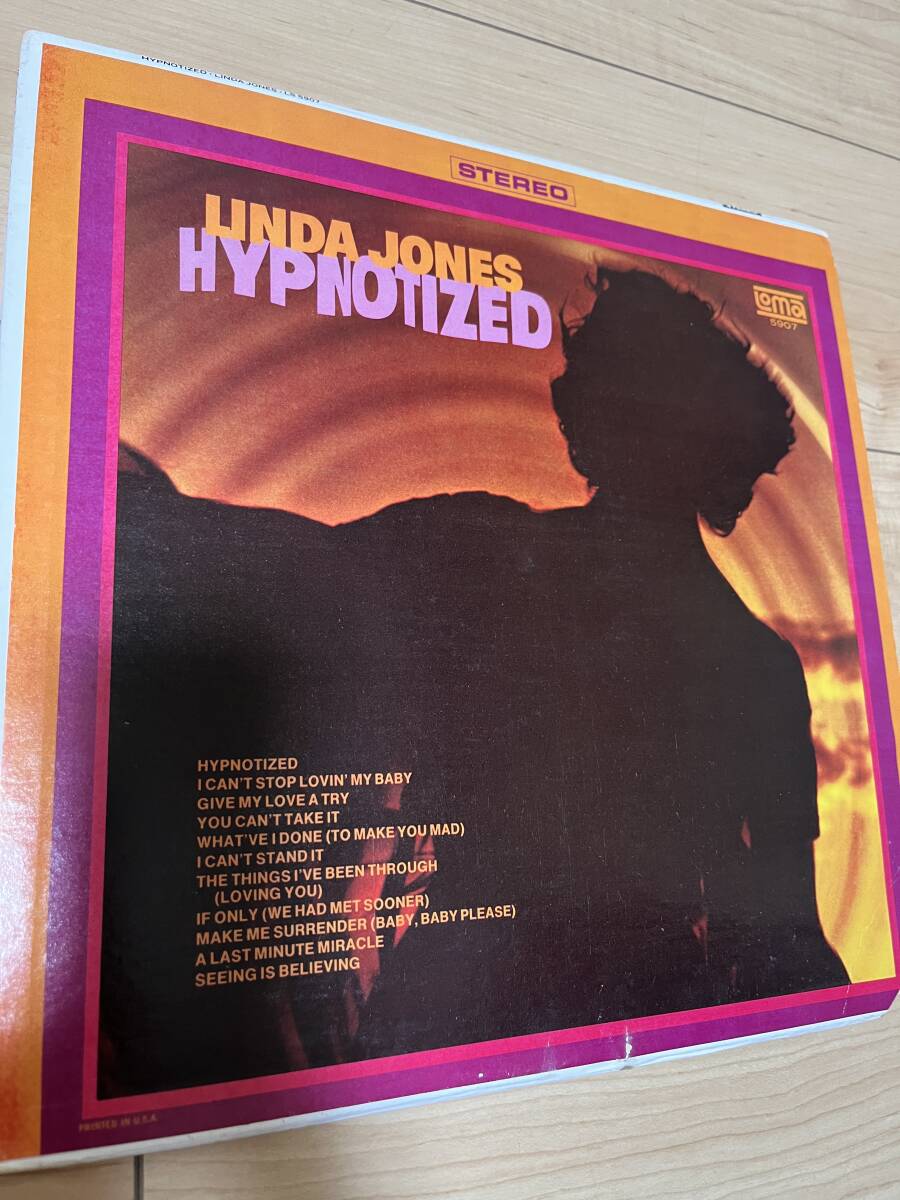 HYPNOTIZED · LINDA JONES · LS 5907
STEREO
LINDA JONES
HYPNOTIZED
LOMA
5907
HYPNOTIZED
I CAN'T STOP LOVIN' MY BABY
GIVE MY LOVE A TRY
YOU CAN'T TAKE IT
WHAT'VE I DONE (TO MAKE YOU MAD)
I CAN'T STAND IT
THE THINGS I'VE BEEN THROUGH
(LOVING YOU)
IF ONLY (WE HAD MET SOONER)
MAKE ME SURRENDER (BABY, BABY PLEASE)
A LAST MINUTE MIRACLE
SEEING IS BELIEVING
PRINTED IN U.S.A.